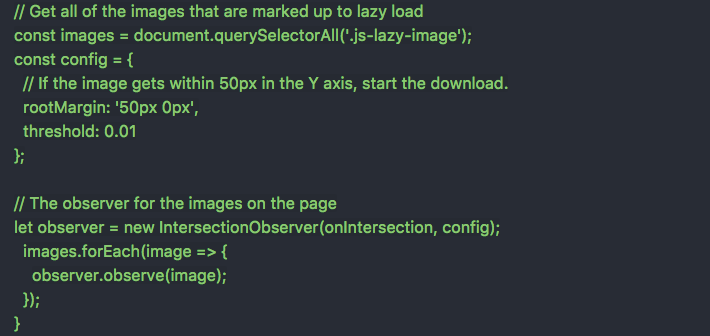 // Get all of the images that are marked up to lazy load
const images = document.querySelectorAll('.js-lazy-image');
const config = {
// If the image gets within 50px in the Y axis, start the download.
rootMargin: '50px 0px',
threshold: 0.01
};
// The observer for the images on the page
let observer = new IntersectionObserver(onIntersection, config);
images.forEach(image => {
observer.observe(image);
});
}